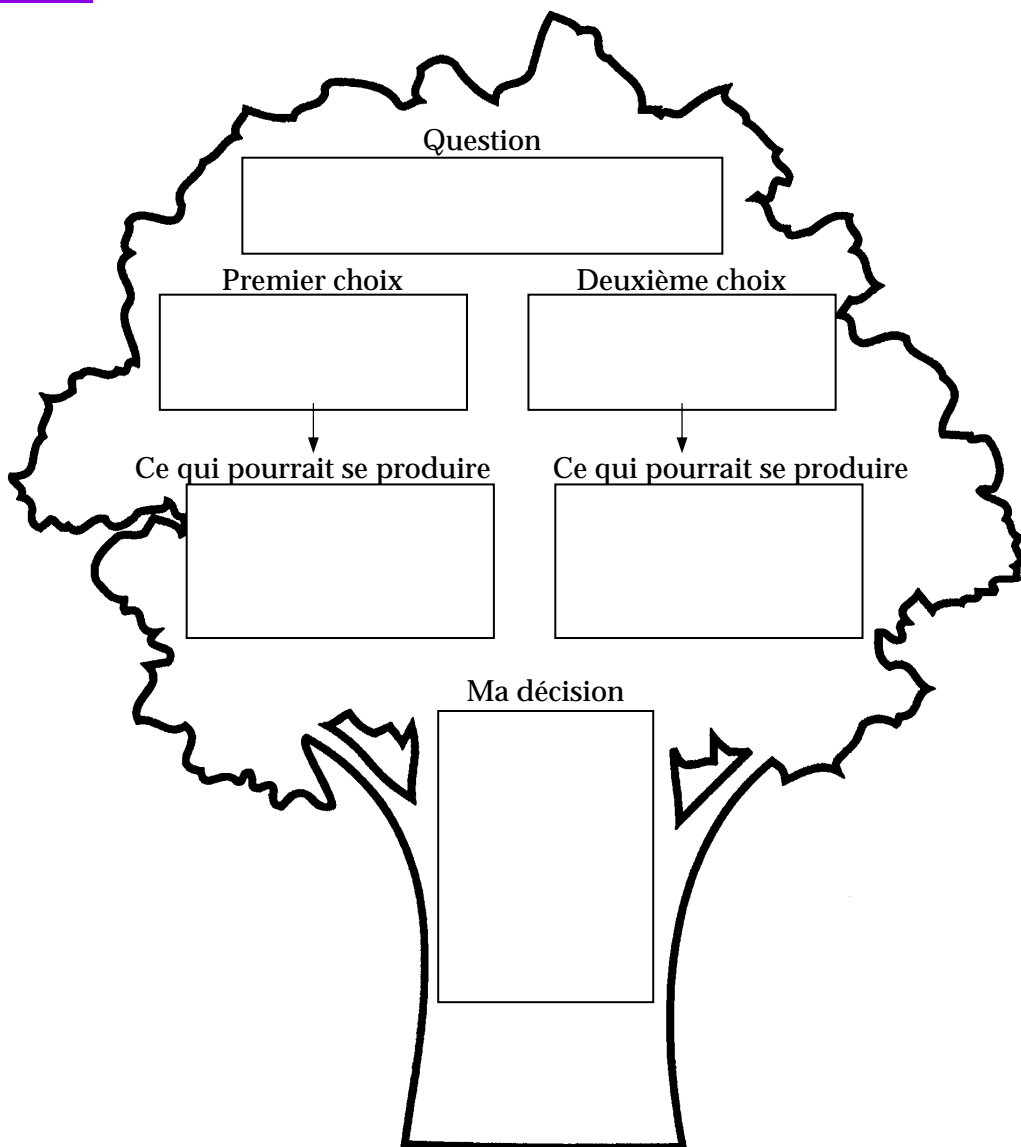 Question
Premier choix
Deuxième choix
Ce qui pourrait se produire
Ce qui pourrait se produire
Ma décision